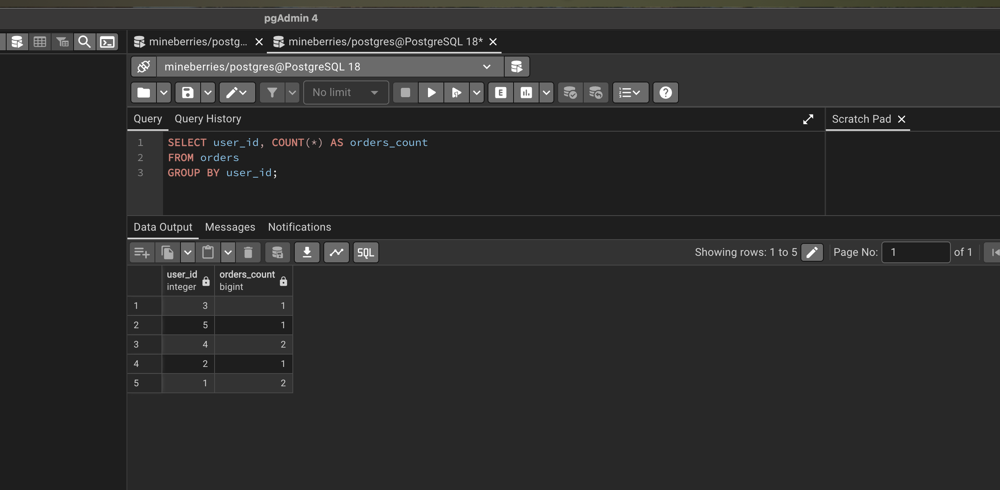 pgAdmin 4
mineberries/postg...
mineberries/postgres@PostgreSQL 18*
mineberries/postgres@PostgreSQL 18
No limit
E
Query Query History
Scratch Pad
1 SELECT user_id, COUNT(*) AS orders_count
2 FROM orders
3 GROUP BY user_id;
Data Output Messages Notifications
SQL
Showing rows: 1 to 5
Page No: 1 of 1
user_id orders_count
integer bigint
1 3 1
2 5 1
3 4 2
4 2 1
5 1 2